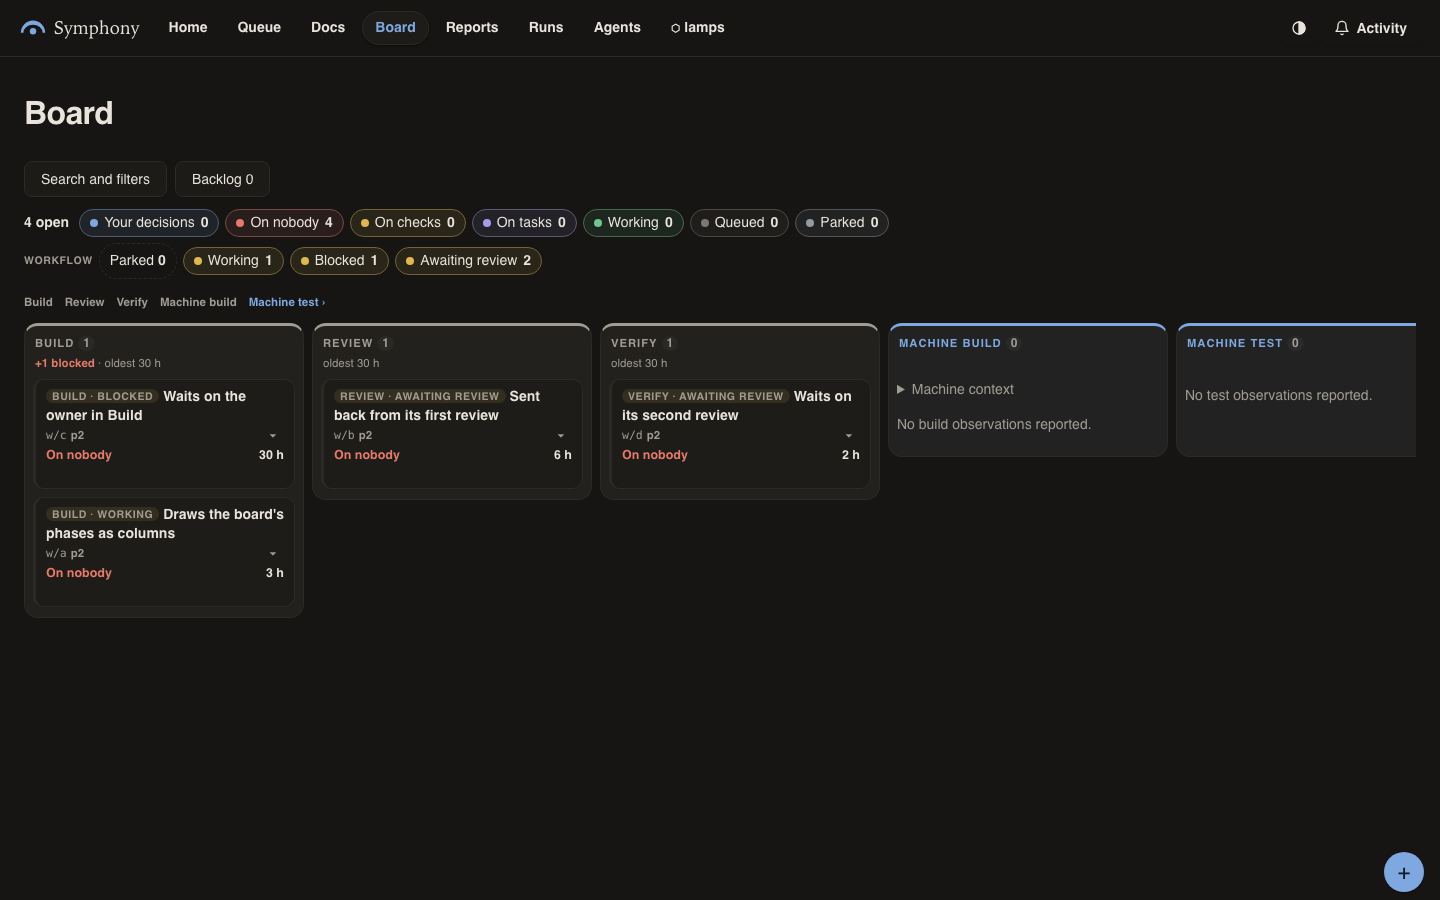 Symphony Home Queue Docs Board Reports Runs Agents lamps Activity
Board
Search and filters Backlog 0
4 open Your decisions 0 On nobody 4 On checks 0 On tasks 0 Working 0 Queued 0 Parked 0
WORKFLOW Parked 0 Working 1 Blocked 1 Awaiting review 2
Build Review Verify Machine build Machine test ›
BUILD 1
+1 blocked · oldest 30 h
BUILD · BLOCKED Waits on the
owner in Build
w/c p2
On nobody 30 h
BUILD · WORKING Draws the board's
phases as columns
w/a p2
On nobody 3 h
REVIEW 1
oldest 30 h
REVIEW · AWAITING REVIEW Sent
back from its first review
w/b p2
On nobody 6 h
VERIFY 1
oldest 30 h
VERIFY · AWAITING REVIEW Waits on
its second review
w/d p2
On nobody 2 h
MACHINE BUILD 0
Machine context
No build observations reported.
MACHINE TEST 0
No test observations reported.
+